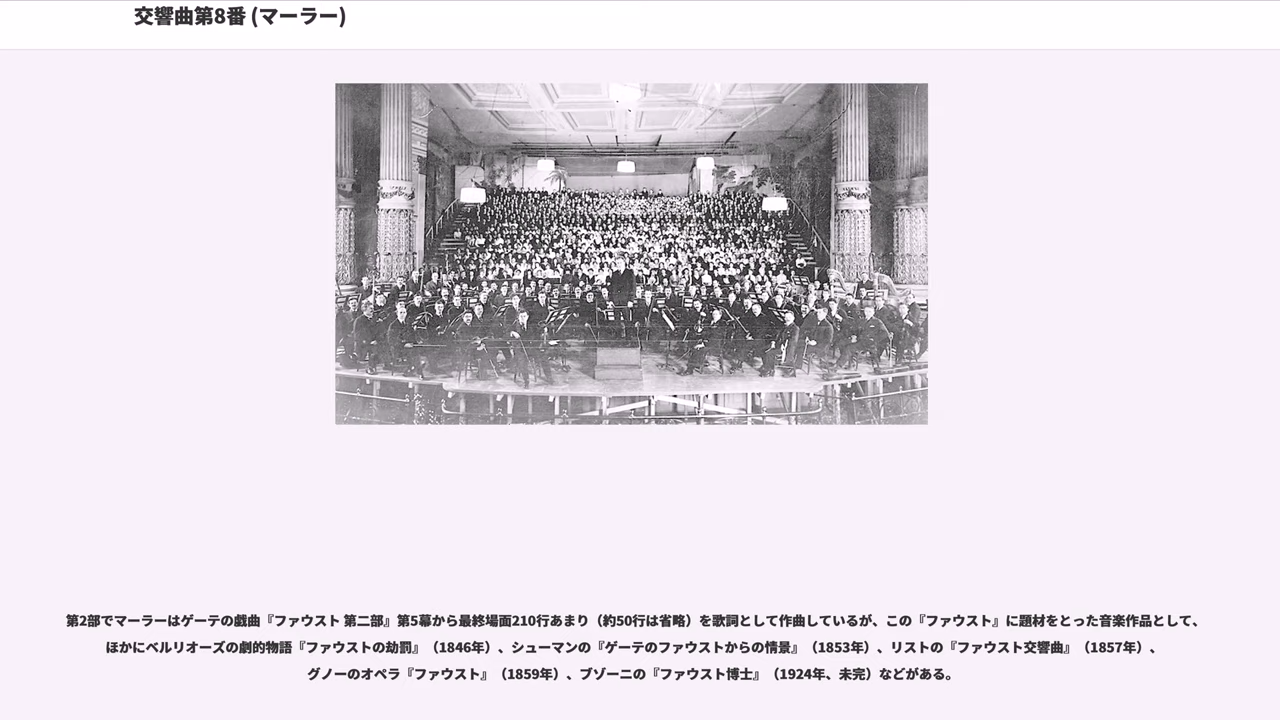 交響曲第8番 (マーラー)
第2部でマーラーはゲーテの戯曲『ファウスト 第二部』第5幕から最終場面210行あまり（約50行は省略）を歌詞として作曲しているが、この『ファウスト』に題材をとった音楽作品として、
ほかにベルリオーズの劇的物語『ファウストの劫罰』（1846年）、シューマンの『ゲーテのファウストからの情景』（1853年）、リストの『ファウスト交響曲』（1857年）、
グノーのオペラ『ファウスト』（1859年）、ブゾーニの『ファウスト博士』（1924年、未完）などがある。